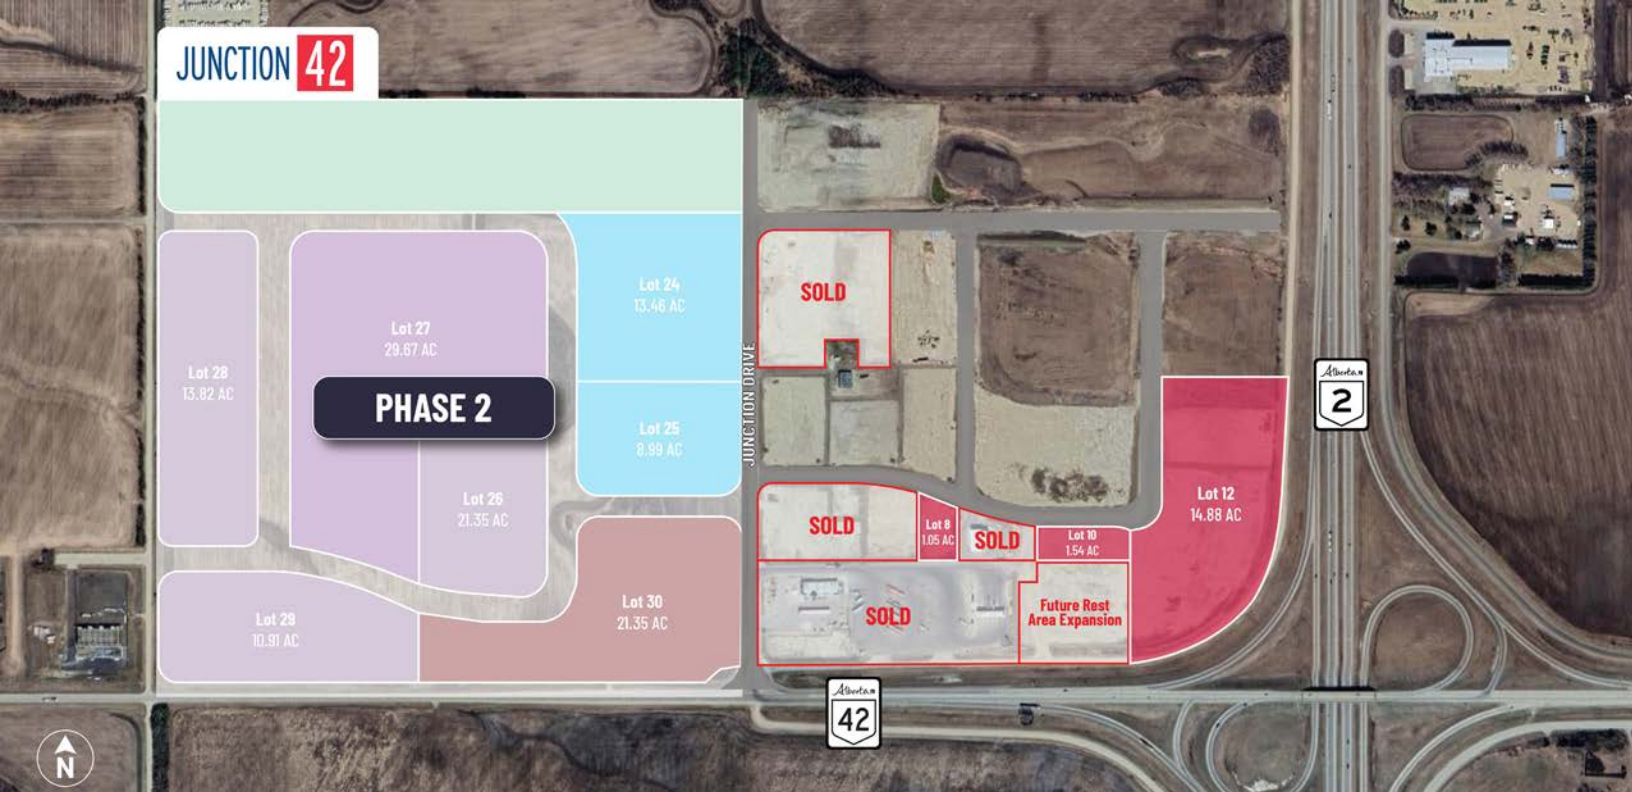 JUNCTION 42
Lot 24
13.46 AC
SOLD
Lot 27
29.67 AC
JUNCTION DRIVE
Lot 28
13.82 AC
Alberta
2
PHASE 2
Lot 25
8.99 AC
Lot 26
21.35 AC
Lot 12
14.88 AC
SOLD
Lot 8
1.05 AC
SOLD
Lot 10
1.54 AC
Lot 29
10.91 AC
Lot 30
21.35 AC
SOLD
Future Rest
Area Expansion
Alberta
42
N